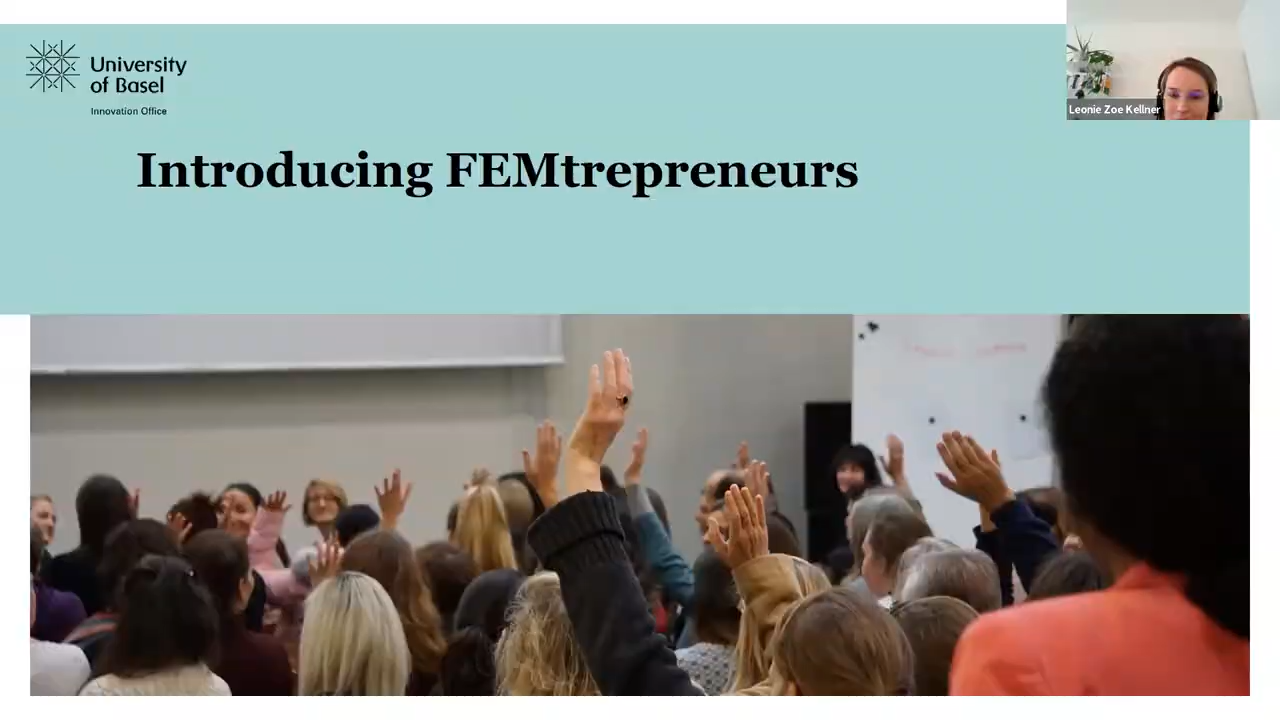 University
of Basel
Innovation Office
Leonie Zoe Kellner
Introducing FEMtrepreneurs